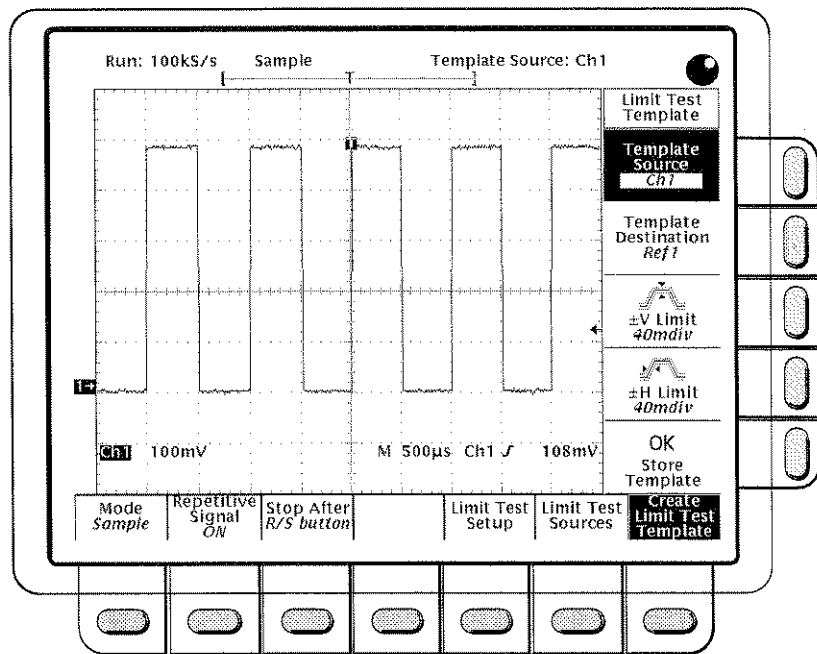 Run: 100kS/s Sample Template Source: Ch1
[ T ]
Limit Test
Template
Template
Source
Ch1
Template
Destination
Ref1
±V Limit
40mdiv
±H Limit
40mdiv
OK
Store
Template
T
1→
Ch1 100mV M 500µs Ch1 ƒ 108mV
Mode
Sample
Repetitive
Signal
ON
Stop After
R/S button
Limit Test
Setup
Limit Test
Sources
Create
Limit Test
Template